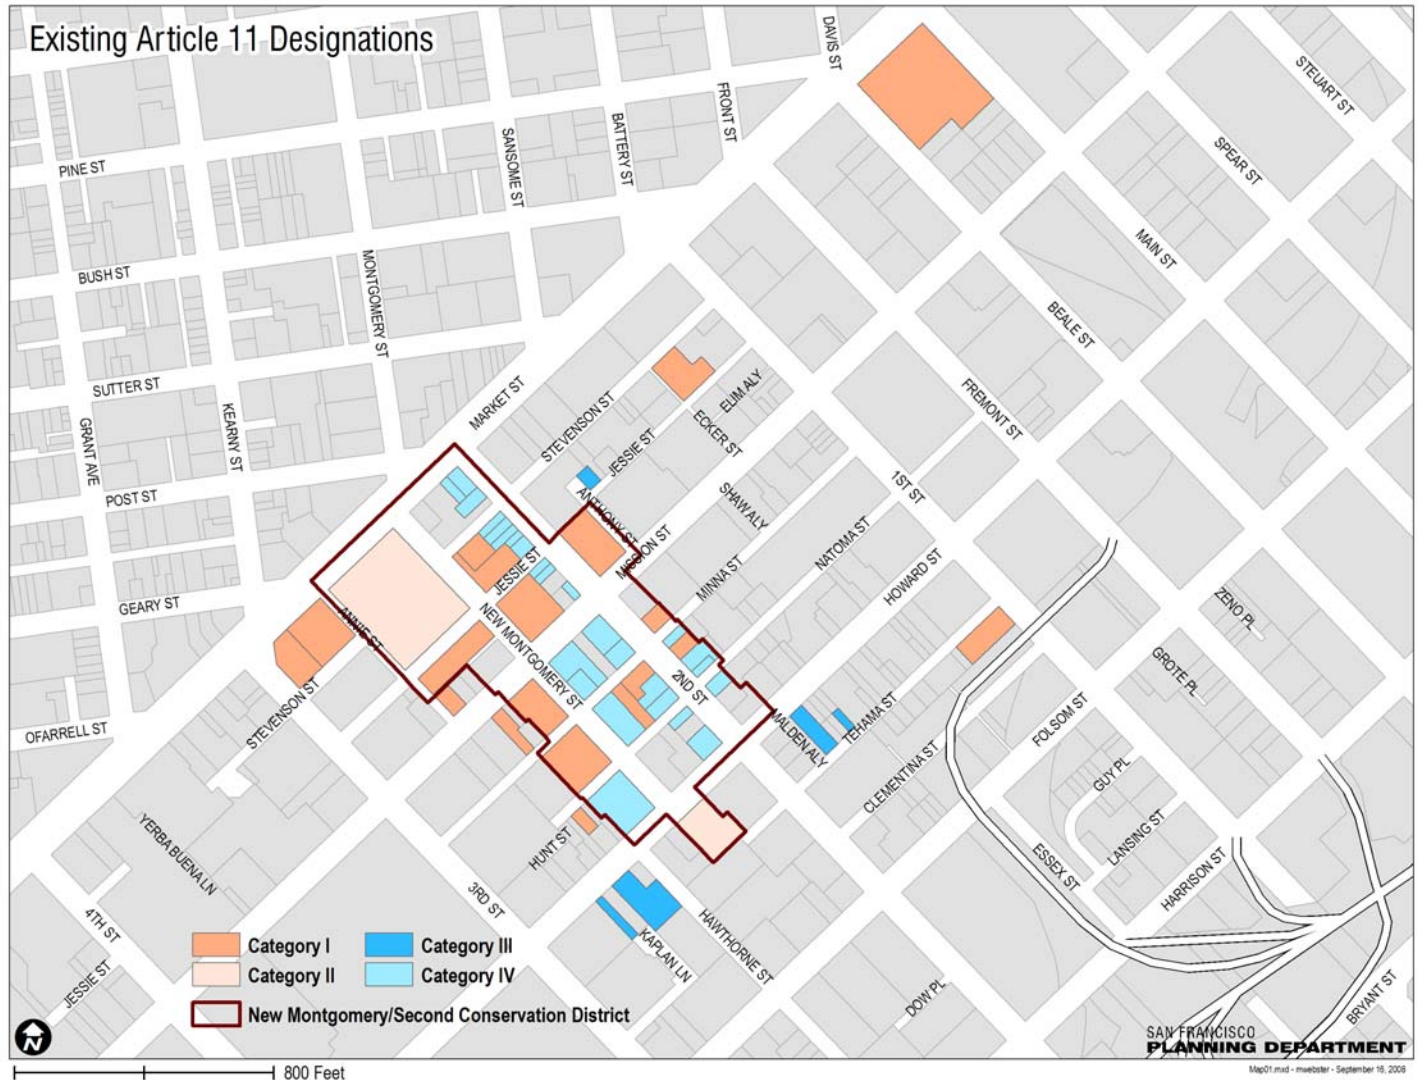 Existing Article 11 Designations
DAVIS ST
STEUART ST
FRONT ST
BATTERY ST
SANSOME ST
PINE ST
SPEAR ST
MAIN ST
BUSH ST
MONTGOMERY ST
BEALE ST
SUTTER ST
MARKET ST
FREMONT ST
ELIM ALY
STEVENSON ST
ECKER ST
JESSIE ST
KEARNY ST
GRANT AVE
POST ST
1ST ST
SHAW ALY
ANTHONY ST
MISSION ST
NATOMA ST
MINNA ST
HOWARD ST
JESSIE ST
GEARY ST
ANNIE ST
NEW MONTGOMERY ST
ZENO PL
GROTE PL
2ND ST
STEVENSON ST
OFARRELL ST
MALDEN ALY
TEHAMA ST
FOLSOM ST
CLEMENTINA ST
GUY PL
LANSING ST
HUNT ST
YERBA BUENA LN
3RD ST
ESSEX ST
HARRISON ST
4TH ST
JESSIE ST
KAPLAN LN
HAWTHORNE ST
DOW PL
BRYANT ST
Category I
Category III
Category II
Category IV
New Montgomery/Second Conservation District
N
SAN FRANCISCO
PLANNING DEPARTMENT
800 Feet
Map01.mxd - mwebster - September 16, 2008